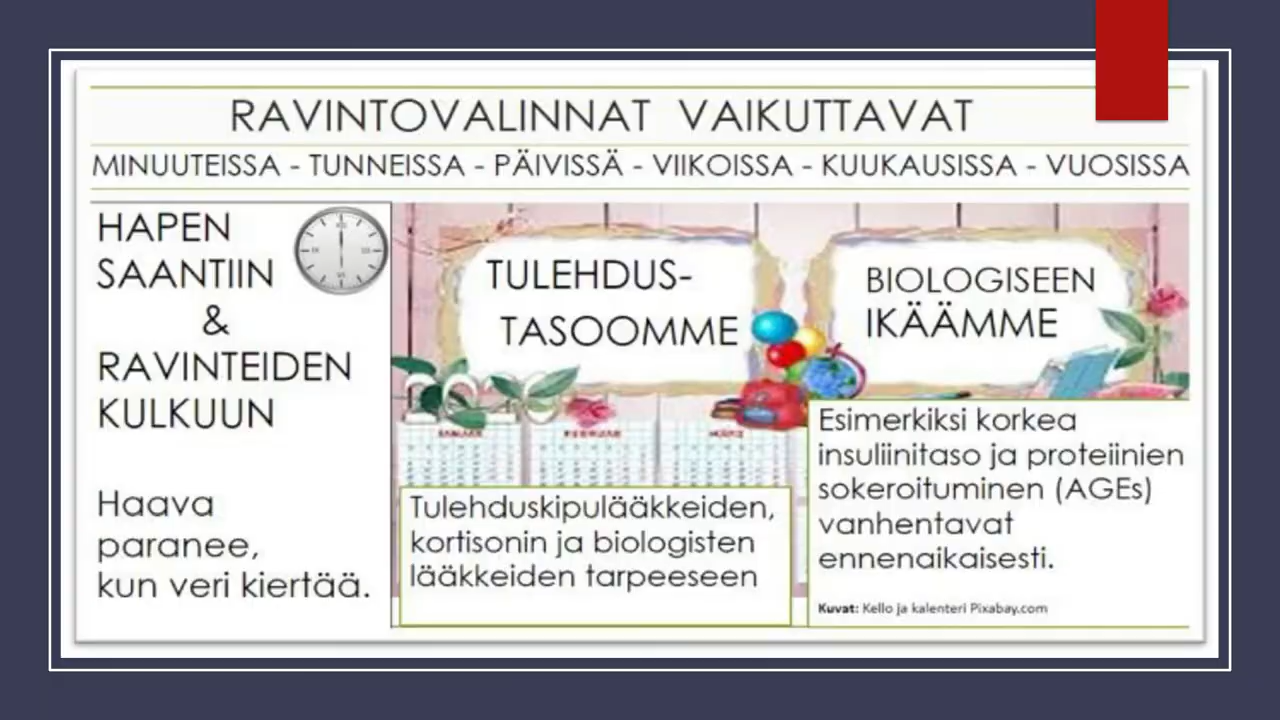 RAVINTOVALINNAT VAIKUTTAVAT
MINUUTEISSA - TUNNEISSA - PÄIVISSÄ - VIIKOISSA - KUUKAUSISSA - VUOSISSA
HAPEN
SAANTIIN
&
RAVINTEIDEN
KULKUUN
Haava
paranee,
kun veri kiertää.
TULEHDUS-
TASOOMME
Tulehduskipulääkkeiden,
kortisonin ja biologisten
lääkkeiden tarpeeseen
BIOLOGISEEN
IKÄÄMME
Esimerkiksi korkea
insuliinitaso ja proteiinien
sokeroituminen (AGEs)
vanhentavat
ennenaikaisesti.
Kuvat: Kello ja kalenteri Pixabay.com